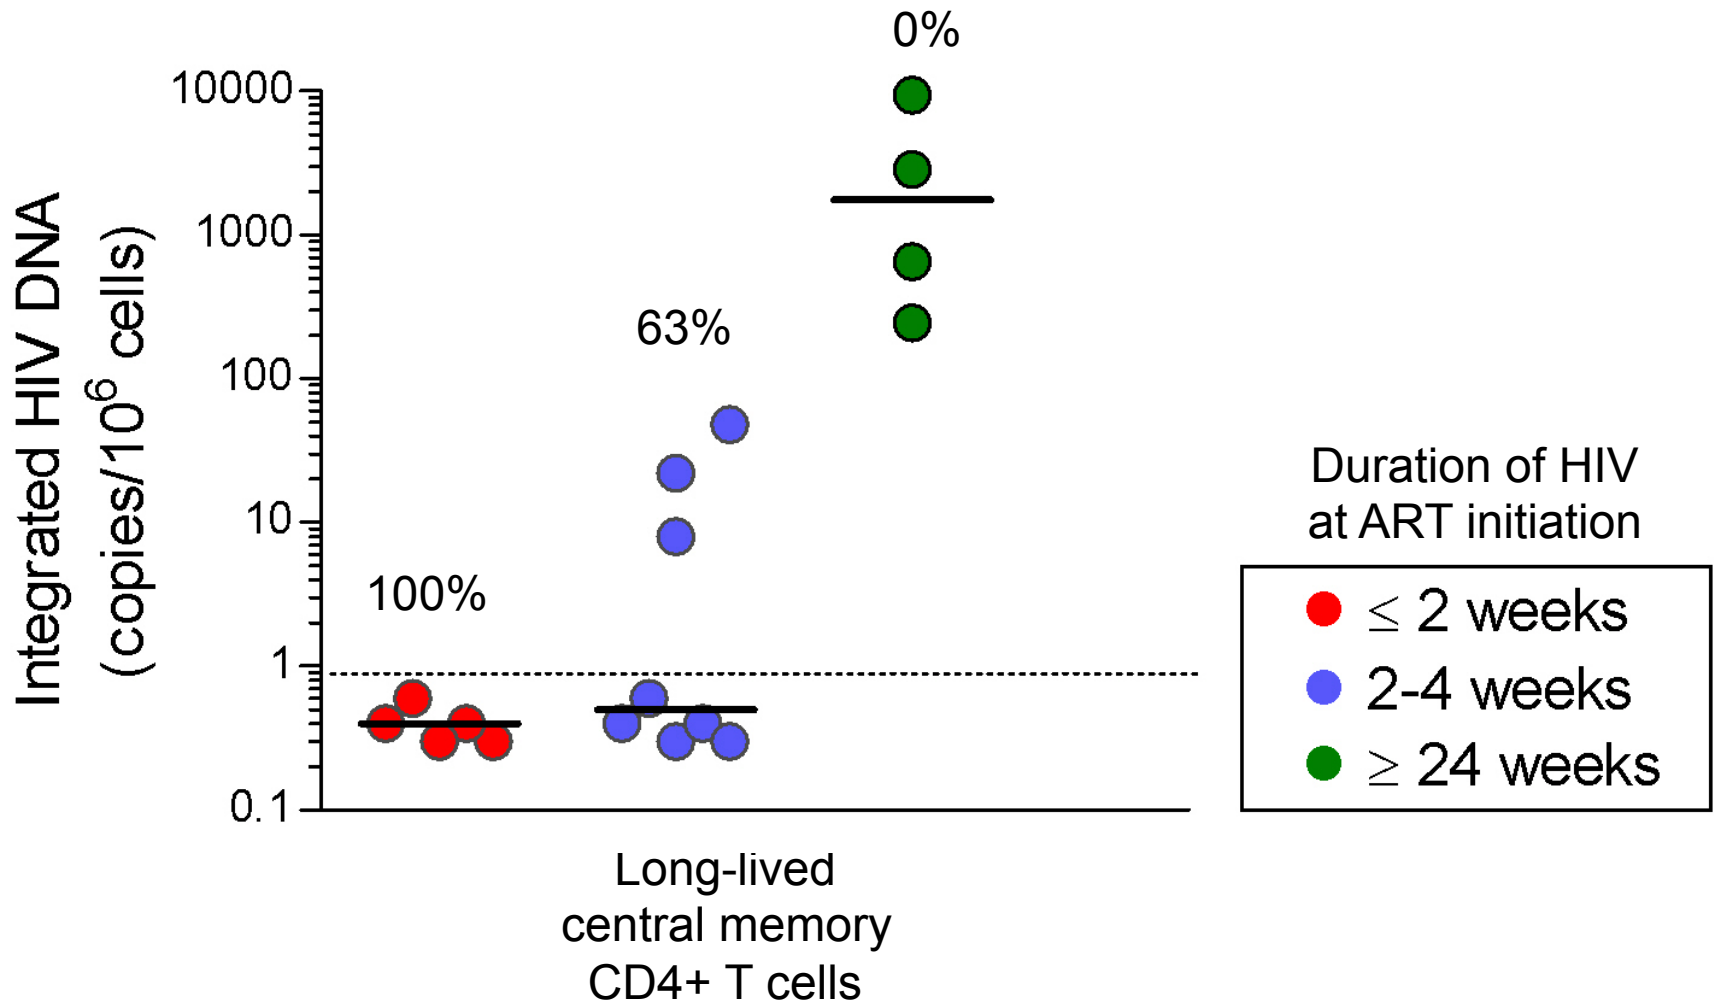 0%
10000
1000
63%
100
10
100%
1
0.1
Integrated HIV DNA
(copies/10⁶ cells)
Long-lived
central memory
CD4+ T cells
Duration of HIV
at ART initiation
≤ 2 weeks
2-4 weeks
≥ 24 weeks